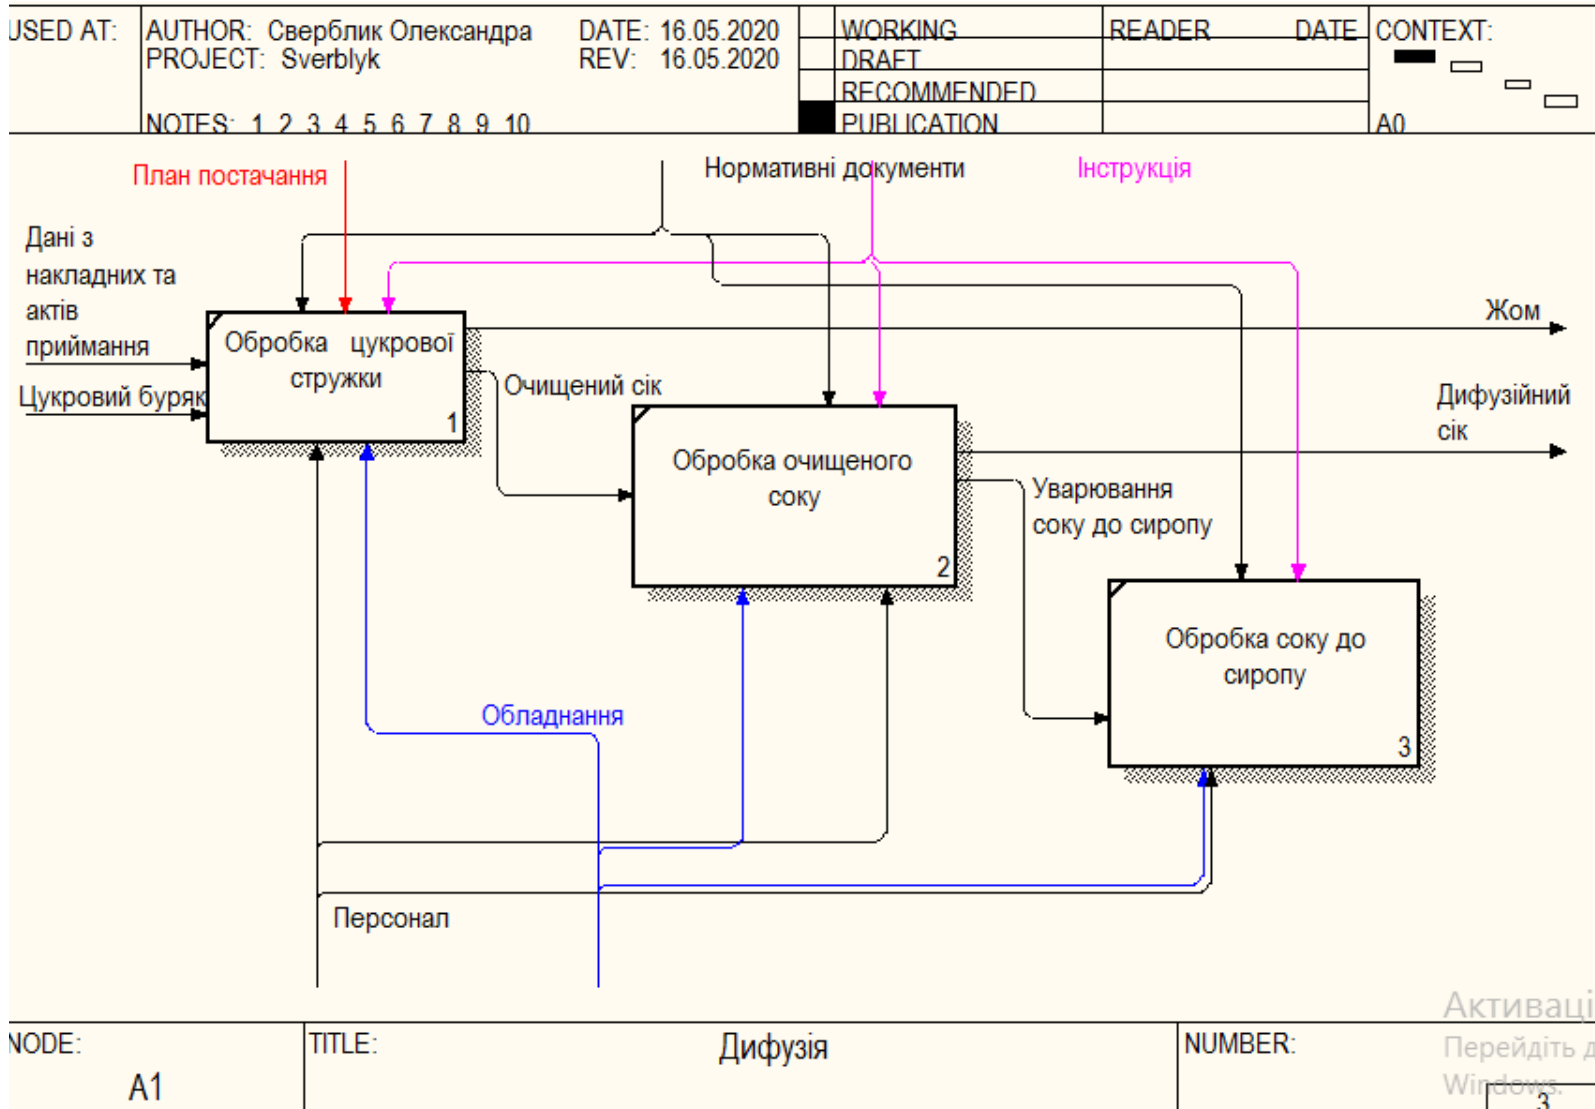 USED AT:
AUTHOR: Сверблик Олександра
DATE: 16.05.2020
PROJECT: Sverblyk
REV: 16.05.2020
NOTES: 1 2 3 4 5 6 7 8 9 10
WORKING
DRAFT
RECOMMENDED
PUBLICATION
READER
DATE
CONTEXT:
A0
План постачання
Нормативні документи
Інструкція
Дані з
накладних та
актів
приймання
Цукровий буряк
Обробка цукрової
стружки
1
Жом
Очищений сік
Дифузійний
сік
Обробка очищеного
соку
2
Уварювання
соку до сиропу
Обробка соку до
сиропу
3
Обладнання
Персонал
NODE:
A1
TITLE:
Дифузія
NUMBER:
3
Активаці
Перейдіть д
Windows.